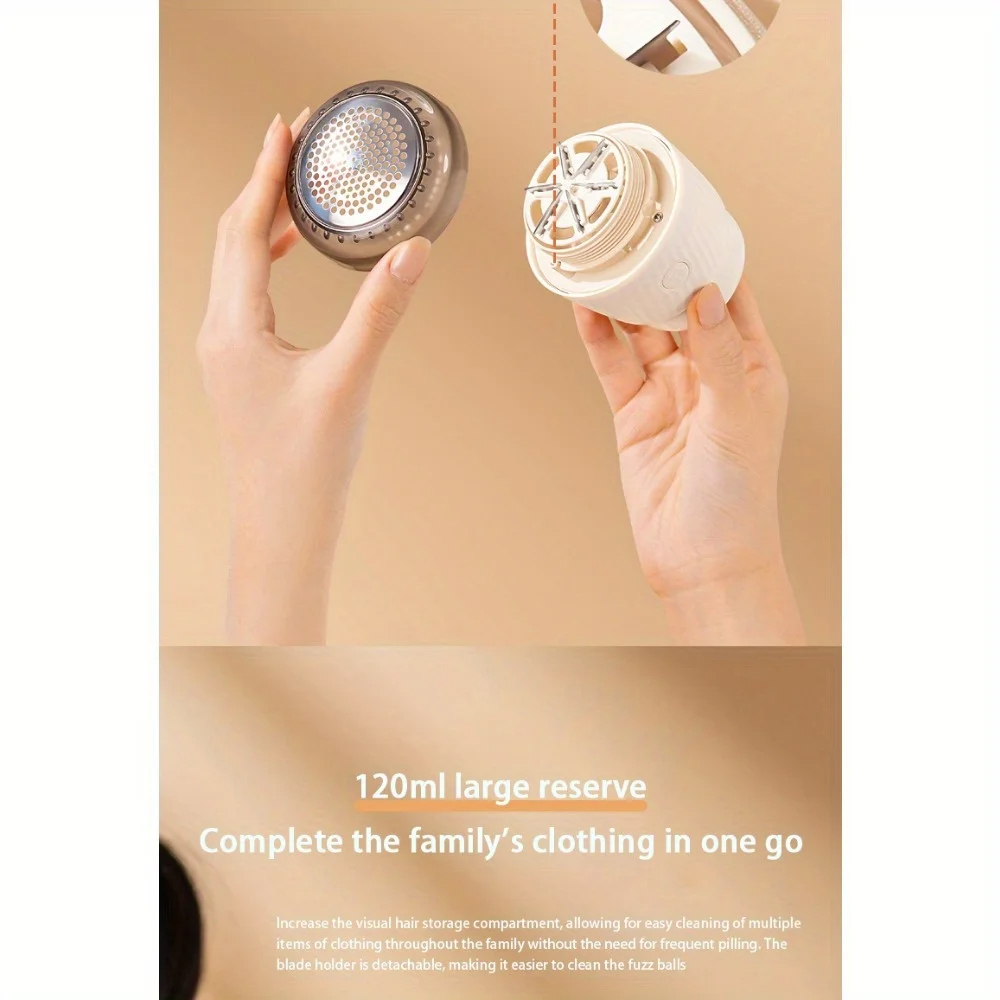 120ml large reserve
Complete the family's clothing in one go
Increase the visual hair storage compartment, allowing for easy cleaning of multiple
items of clothing throughout the family without the need for frequent pilling. The
blade holder is detachable, making it easier to clean the fuzz balls